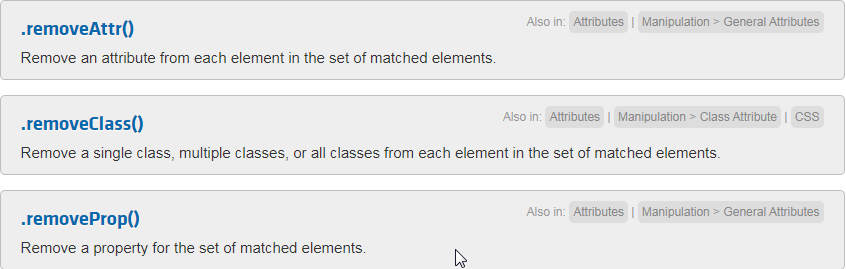 .removeAttr()
Also in: Attributes | Manipulation > General Attributes
Remove an attribute from each element in the set of matched elements.
.removeClass()
Also in: Attributes | Manipulation > Class Attribute | CSS
Remove a single class, multiple classes, or all classes from each element in the set of matched elements.
.removeProp()
Also in: Attributes | Manipulation > General Attributes
Remove a property for the set of matched elements.